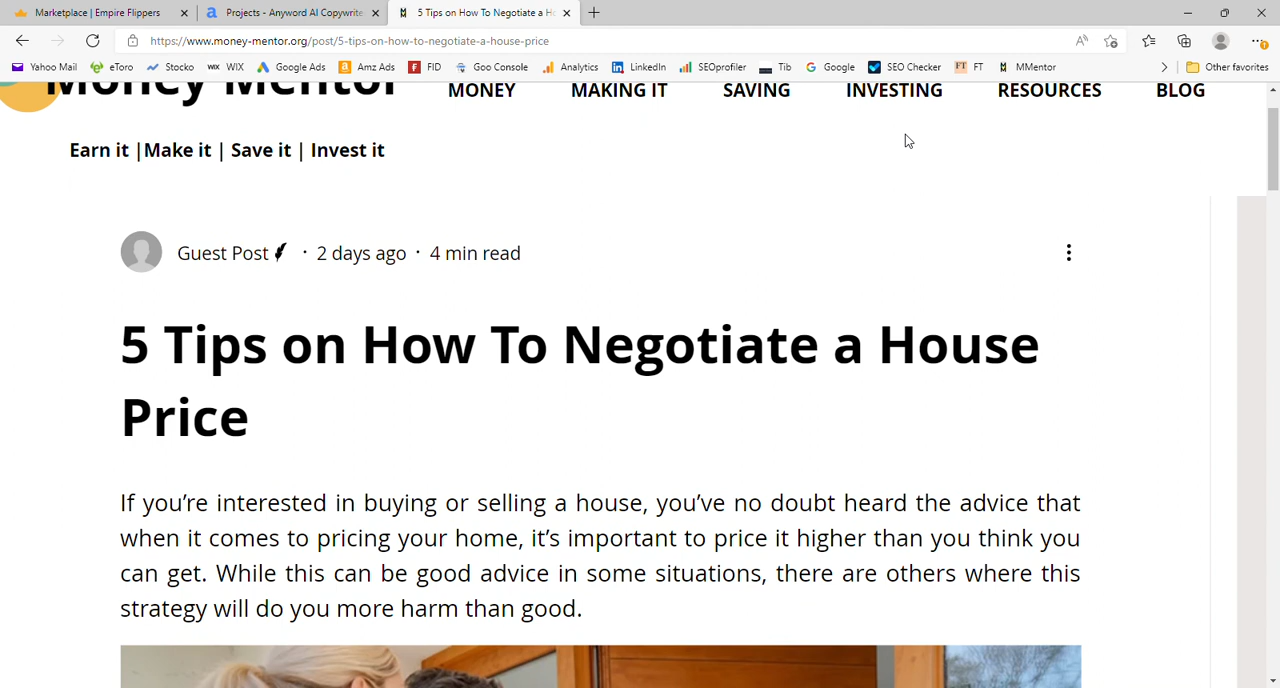 Marketplace | Empire Flippers
Projects - Anyword AI Copywrite
5 Tips on How To Negotiate a H
https://www.money-mentor.org/post/5-tips-on-how-to-negotiate-a-house-price
Yahoo Mail eToro Stocko WIX WIX Google Ads Amz Ads FID Goo Console Analytics LinkedIn SEOprofiler Tib Google SEO Checker FT FT MMentor Other favorites
Money Mentor
MONEY MAKING IT SAVING INVESTING RESOURCES BLOG
Earn it |Make it | Save it | Invest it
Guest Post · 2 days ago · 4 min read
5 Tips on How To Negotiate a House
Price
If you’re interested in buying or selling a house, you’ve no doubt heard the advice that
when it comes to pricing your home, it’s important to price it higher than you think you
can get. While this can be good advice in some situations, there are others where this
strategy will do you more harm than good.